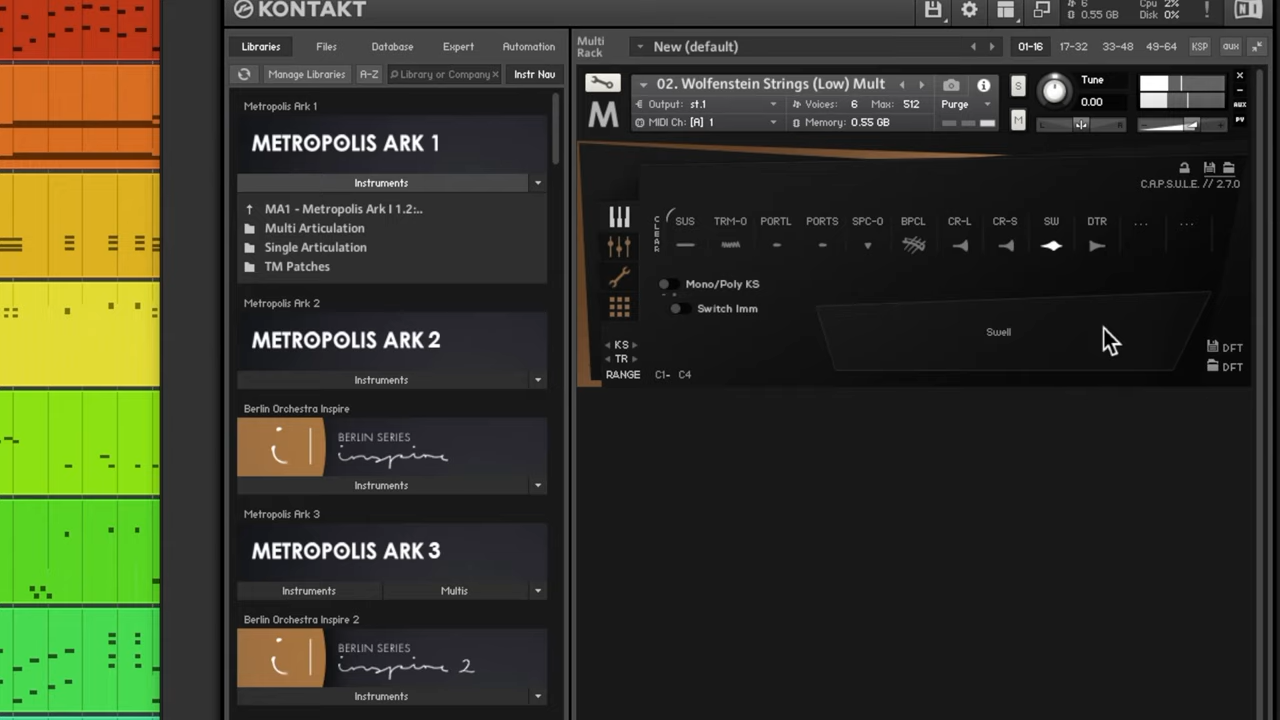 KONTAKT
6
0.55 GB
Cpu 2%
Disk 0%
Libraries Files Database Expert Automation
Manage Libraries A-Z Library or Company × Instr Nav
Metropolis Ark 1
METROPOLIS ARK 1
Instruments
MA1 - Metropolis Ark I 1.2:..
Multi Articulation
Single Articulation
TM Patches
Metropolis Ark 2
METROPOLIS ARK 2
Instruments
Berlin Orchestra Inspire
BERLIN SERIES
inspire
Instruments
Metropolis Ark 3
METROPOLIS ARK 3
Instruments Multis
Berlin Orchestra Inspire 2
BERLIN SERIES
inspire 2
Instruments
Multi Rack
New (default)
01-16 17-32 33-48 49-64 KSP aux
02. Wolfenstein Strings (Low) Mult
Output: st.1 Voices: 6 Max: 512 Purge
MIDI Ch: [A] 1 Memory: 0.55 GB
S
M
Tune
0.00
L R
AUX
PV
C.A.P.S.U.L.E. // 2.7.0
CLEAR
SUS TRM-O PORTL PORTS SPC-O BPCL CR-L CR-S SW DTR ... ...
Mono/Poly KS
Switch Imm
Swell
KS
TR
RANGE C1- C4
DFT
DFT